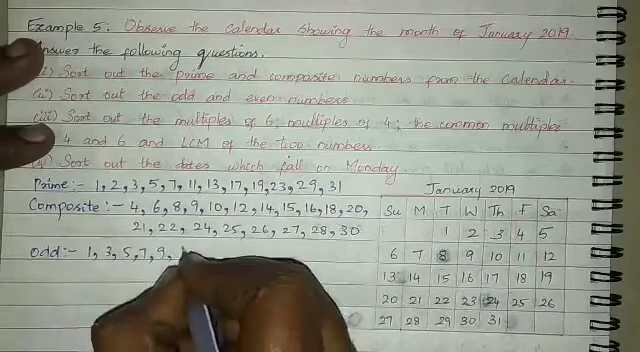 Example 5: Observe the calendar showing the month of January 2019.
Answer the following questions.
(i) Sort out the prime and composite numbers from the calendar.
(ii) Sort out the odd and even numbers.
(iii) Sort out the multiples of 6; multiples of 4; the common multiples
4 and 6 and LCM of the two numbers.
Sort out the dates which fall on Monday.
Prime:- 1, 2, 3, 5, 7, 11, 13, 17, 19, 23, 29, 31
Composite:- 4, 6, 8, 9, 10, 12, 14, 15, 16, 18, 20,
21, 22, 24, 25, 26, 27, 28, 30
Odd:- 1, 3, 5, 7, 9,
January 2019
Su M T W Th F Sa
1 2 3 4 5
6 7 8 9 10 11 12
13 14 15 16 17 18 19
20 21 22 23 24 25 26
27 28 29 30 31